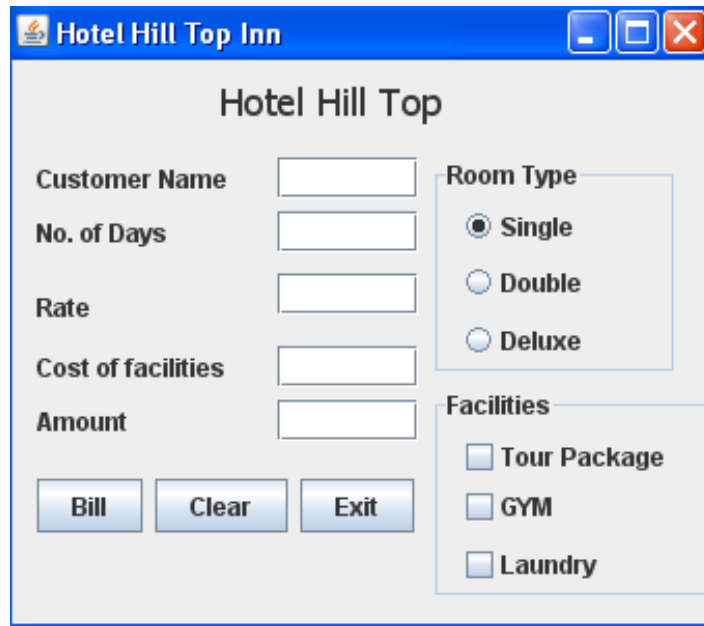 Hotel Hill Top Inn
Hotel Hill Top
Customer Name
No. of Days
Rate
Cost of facilities
Amount
Bill Clear Exit
Room Type
Single
Double
Deluxe
Facilities
Tour Package
GYM
Laundry